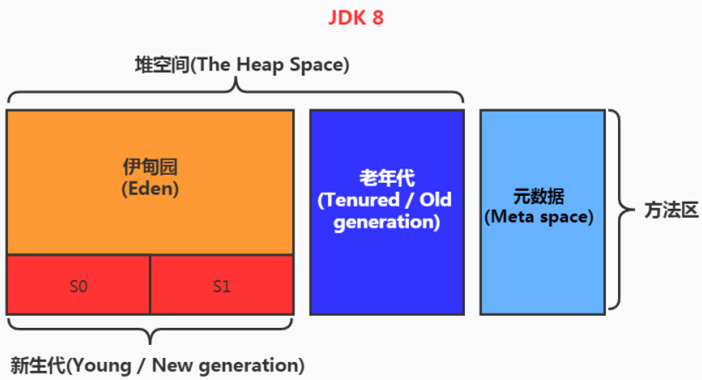 JDK 8
堆空间(The Heap Space)
伊甸园
(Eden)
S0
S1
老年代
(Tenured / Old
generation)
元数据
(Meta space)
方法区
新生代(Young / New generation)